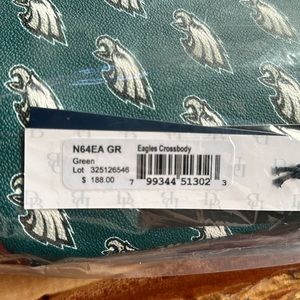 N64EA GR
Eagles Crossbody
Green
Lot 325126546
$ 188.00
7 99344 51302 3